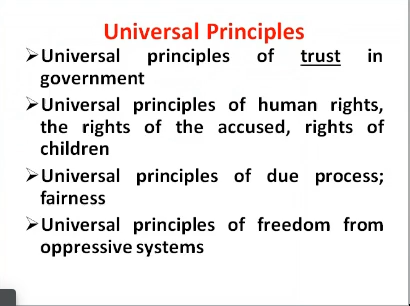 Universal Principles
➢Universal principles of trust in
government
➢Universal principles of human rights,
the rights of the accused, rights of
children
➢Universal principles of due process;
fairness
➢Universal principles of freedom from
oppressive systems